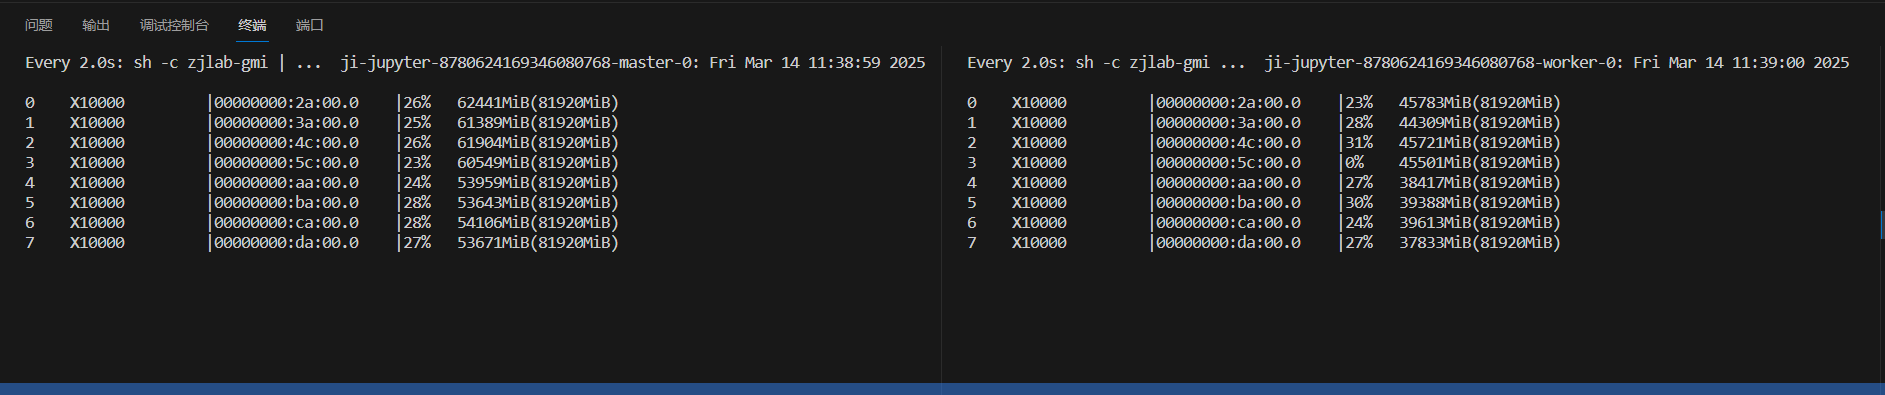 问题 输出 调试控制台 终端 端口
Every 2.0s: sh -c zjlab-gmi | ... ji-jupyter-8780624169346080768-master-0: Fri Mar 14 11:38:59 2025
0 X10000 |00000000:2a:00.0 |26% 62441MiB(81920MiB)
1 X10000 |00000000:3a:00.0 |25% 61389MiB(81920MiB)
2 X10000 |00000000:4c:00.0 |26% 61904MiB(81920MiB)
3 X10000 |00000000:5c:00.0 |23% 60549MiB(81920MiB)
4 X10000 |00000000:aa:00.0 |24% 53959MiB(81920MiB)
5 X10000 |00000000:ba:00.0 |28% 53643MiB(81920MiB)
6 X10000 |00000000:ca:00.0 |28% 54106MiB(81920MiB)
7 X10000 |00000000:da:00.0 |27% 53671MiB(81920MiB)
Every 2.0s: sh -c zjlab-gmi ... ji-jupyter-8780624169346080768-worker-0: Fri Mar 14 11:39:00 2025
0 X10000 |00000000:2a:00.0 |23% 45783MiB(81920MiB)
1 X10000 |00000000:3a:00.0 |28% 44309MiB(81920MiB)
2 X10000 |00000000:4c:00.0 |31% 45721MiB(81920MiB)
3 X10000 |00000000:5c:00.0 |0% 45501MiB(81920MiB)
4 X10000 |00000000:aa:00.0 |27% 38417MiB(81920MiB)
5 X10000 |00000000:ba:00.0 |30% 39388MiB(81920MiB)
6 X10000 |00000000:ca:00.0 |24% 39613MiB(81920MiB)
7 X10000 |00000000:da:00.0 |27% 37833MiB(81920MiB)